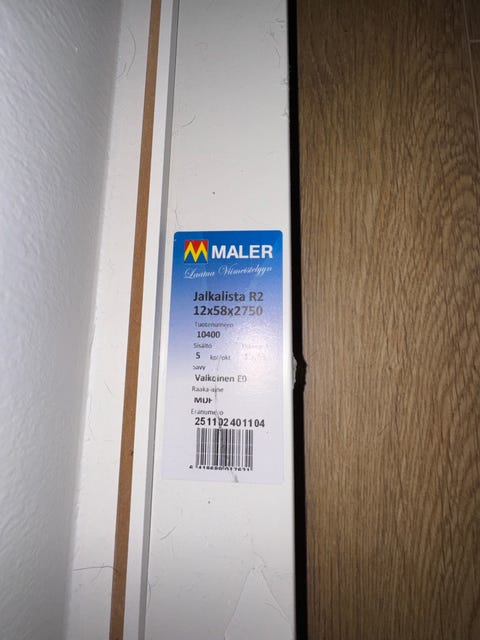 MALER
Laatua Viimeistelyyn
Jalkalista R2
12x58x2750
Tuotenumero
10400
Sisältö
5 kpl/pkt
Sävy
Valkoinen E0
Raaka-aine
MDF
Eränumero
251102401104